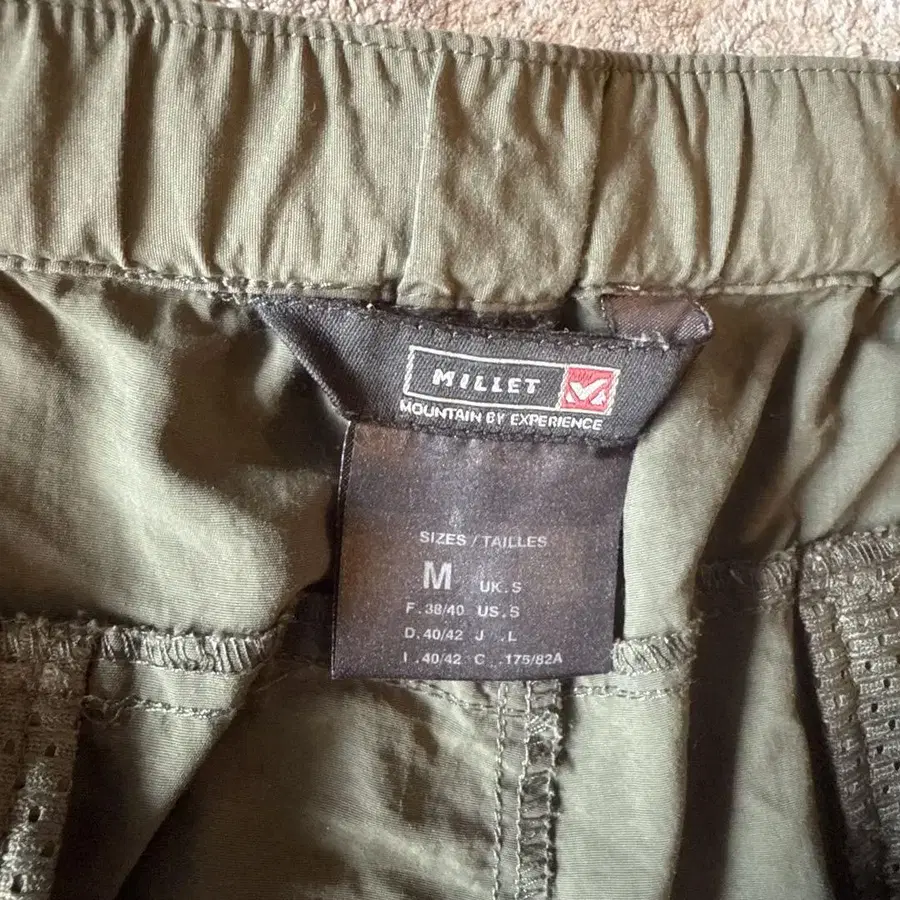 MILLET
MOUNTAIN BY EXPERIENCE
SIZES / TAILLES
M UK.S
F.38/40 US.S
D.40/42 J .L
I .40/42 C .175/82A